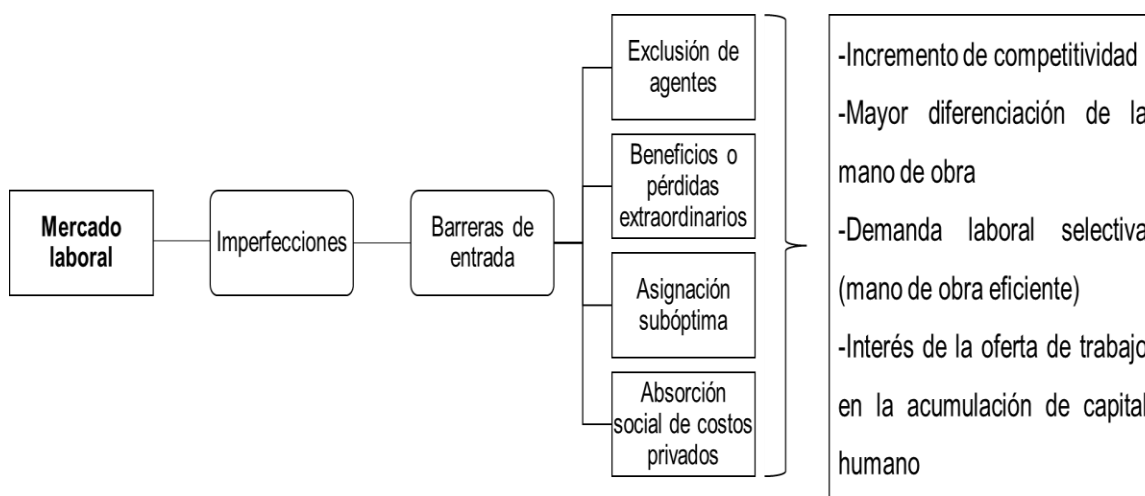 Mercado
laboral
Imperfecciones
Barreras de
entrada
Exclusión de
agentes
Beneficios o
pérdidas
extraordinarios
Asignación
subóptima
Absorción
social de costos
privados
-Incremento de competitividad
-Mayor diferenciación de la
mano de obra
-Demanda laboral selectiva
(mano de obra eficiente)
-Interés de la oferta de trabajo
en la acumulación de capital
humano